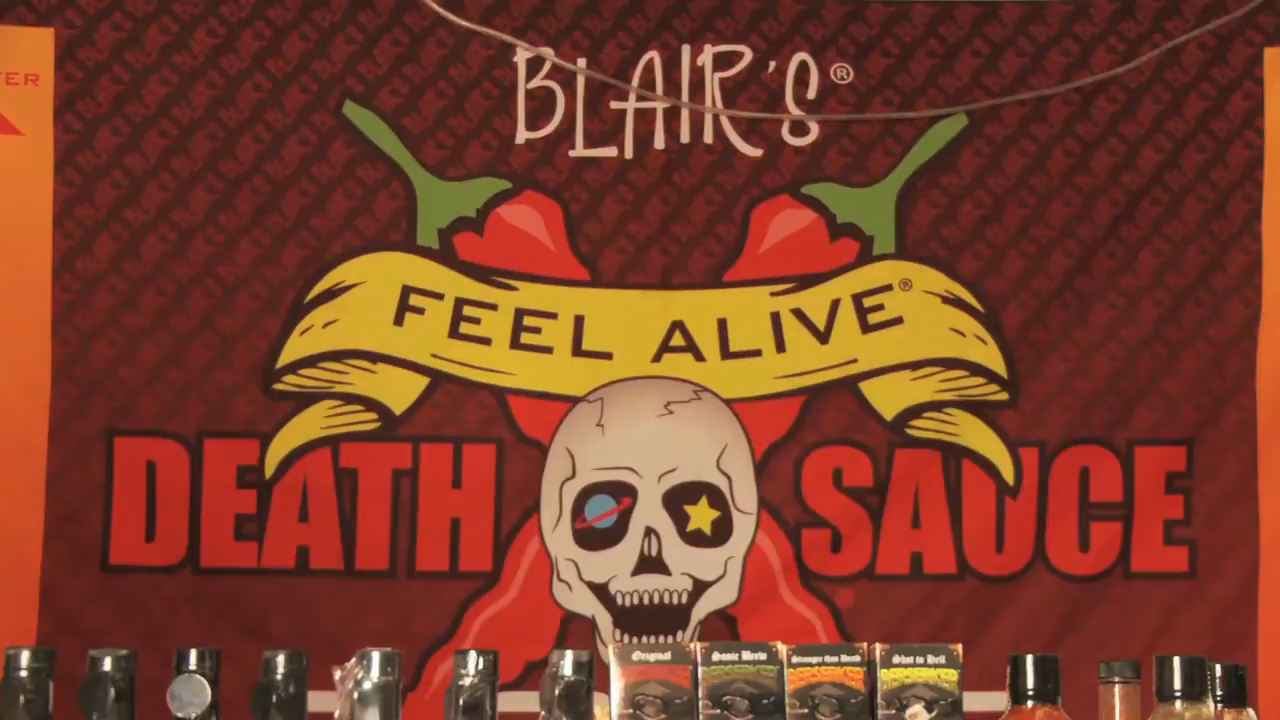 BLAIR'S®
FEEL ALIVE®
DEATH SAUCE
Original
Sonic Brew
Stranger than Death
Shot to Hell